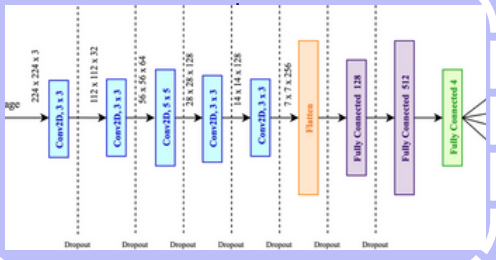 224 x 224 x 3
Conv2D, 3 x 3
112 x 112 x 32
Conv2D, 3 x 3
56 x 56 x 64
Conv2D, 5 x 5
28 x 28 x 128
Conv2D, 3 x 3
14 x 14 x 128
Conv2D, 3 x 3
7 x 7 x 256
Flatten
Fully Connected 128
Fully Connected 512
Fully Connected 4
Dropout
Dropout
Dropout
Dropout
Dropout
Dropout
Dropout